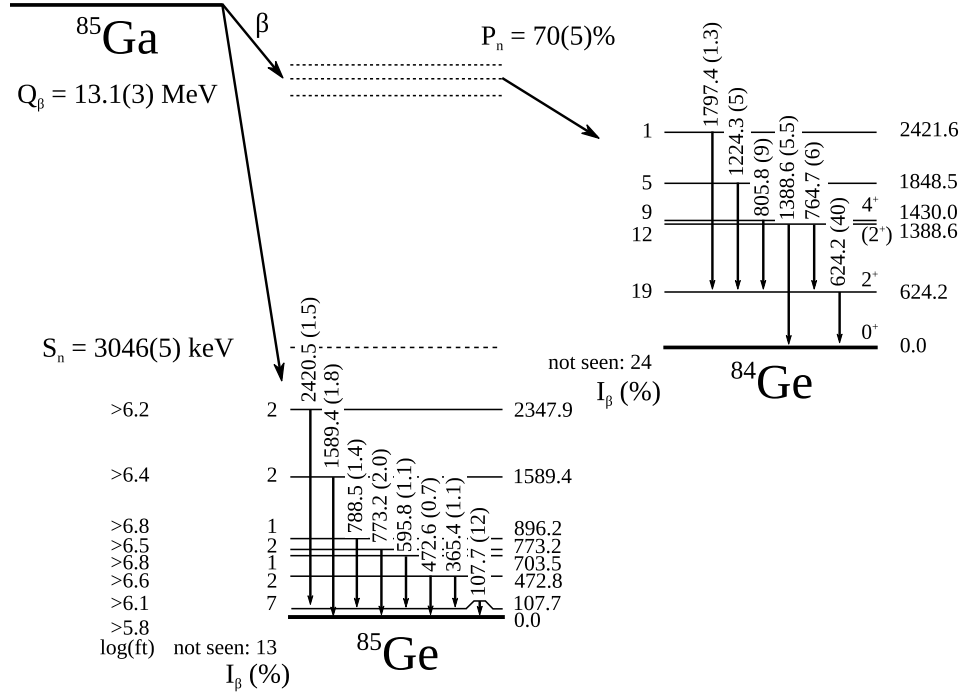 ⁸⁵Ga
β
Qβ = 13.1(3) MeV
Pn = 70(5)%
1797.4 (1.3)
1224.3 (5)
805.8 (9)
1388.6 (5.5)
764.7 (6)
624.2 (40)
1 2421.6
5 1848.5
9 4⁺ 1430.0
12 (2⁺) 1388.6
19 2⁺ 624.2
0⁺ 0.0
not seen: 24
Iβ (%)
⁸⁴Ge
Sn = 3046(5) keV
2420.5 (1.5)
1589.4 (1.8)
788.5 (1.4)
773.2 (2.0)
595.8 (1.1)
472.6 (0.7)
365.4 (1.1)
107.7 (12)
>6.2 2 2347.9
>6.4 2 1589.4
>6.8 1 896.2
>6.5 2 773.2
>6.8 1 703.5
>6.6 2 472.8
>6.1 7 107.7
>5.8 0.0
log(ft) not seen: 13
Iβ (%)
⁸⁵Ge